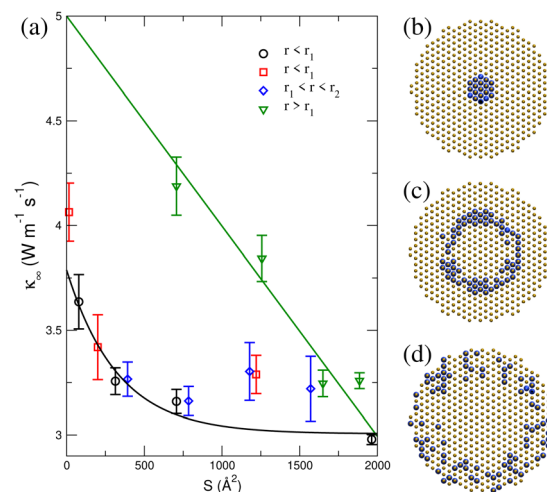 (a)
r < r₁
r < r₁
r₁ < r < r₂
r > r₁
κ∞ (W m⁻¹ s⁻¹)
5
4.5
4
3.5
3
0
500
1000
1500
2000
S (Å²)
(b)
(c)
(d)